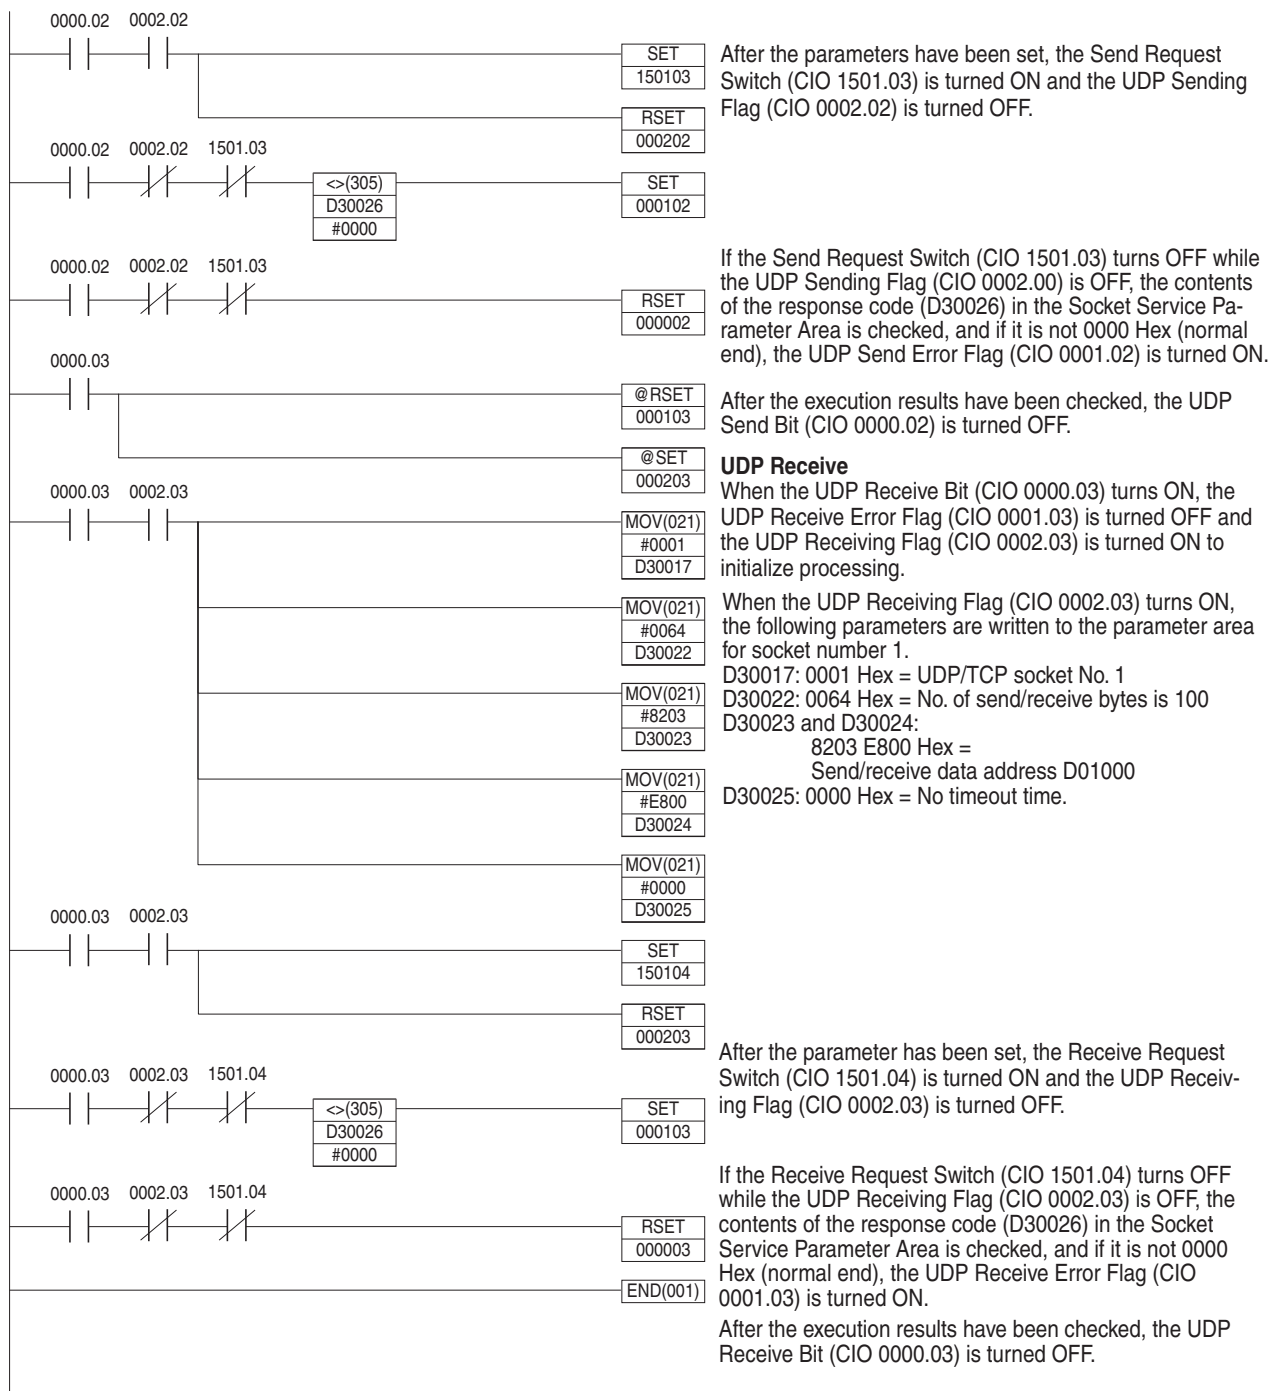 0000.02 0002.02
SET
150103
RSET
000202
After the parameters have been set, the Send Request
Switch (CIO 1501.03) is turned ON and the UDP Sending
Flag (CIO 0002.02) is turned OFF.
0000.02 0002.02 1501.03
<>(305)
D30026
#0000
SET
000102
0000.02 0002.02 1501.03
RSET
000002
If the Send Request Switch (CIO 1501.03) turns OFF while
the UDP Sending Flag (CIO 0002.00) is OFF, the contents
of the response code (D30026) in the Socket Service Pa-
rameter Area is checked, and if it is not 0000 Hex (normal
end), the UDP Send Error Flag (CIO 0001.02) is turned ON.
0000.03
@RSET
000103
After the execution results have been checked, the UDP
Send Bit (CIO 0000.02) is turned OFF.
@SET
000203
UDP Receive
When the UDP Receive Bit (CIO 0000.03) turns ON, the
UDP Receive Error Flag (CIO 0001.03) is turned OFF and
the UDP Receiving Flag (CIO 0002.03) is turned ON to
initialize processing.
0000.03 0002.03
MOV(021)
#0001
D30017
MOV(021)
#0064
D30022
MOV(021)
#8203
D30023
MOV(021)
#E800
D30024
MOV(021)
#0000
D30025
When the UDP Receiving Flag (CIO 0002.03) turns ON,
the following parameters are written to the parameter area
for socket number 1.
D30017: 0001 Hex = UDP/TCP socket No. 1
D30022: 0064 Hex = No. of send/receive bytes is 100
D30023 and D30024:
8203 E800 Hex =
Send/receive data address D01000
D30025: 0000 Hex = No timeout time.
0000.03 0002.03
SET
150104
RSET
000203
After the parameter has been set, the Receive Request
Switch (CIO 1501.04) is turned ON and the UDP Receiv-
ing Flag (CIO 0002.03) is turned OFF.
0000.03 0002.03 1501.04
<>(305)
D30026
#0000
SET
000103
0000.03 0002.03 1501.04
RSET
000003
If the Receive Request Switch (CIO 1501.04) turns OFF
while the UDP Receiving Flag (CIO 0002.03) is OFF, the
contents of the response code (D30026) in the Socket
Service Parameter Area is checked, and if it is not 0000
Hex (normal end), the UDP Receive Error Flag (CIO
0001.03) is turned ON.
END(001)
After the execution results have been checked, the UDP
Receive Bit (CIO 0000.03) is turned OFF.